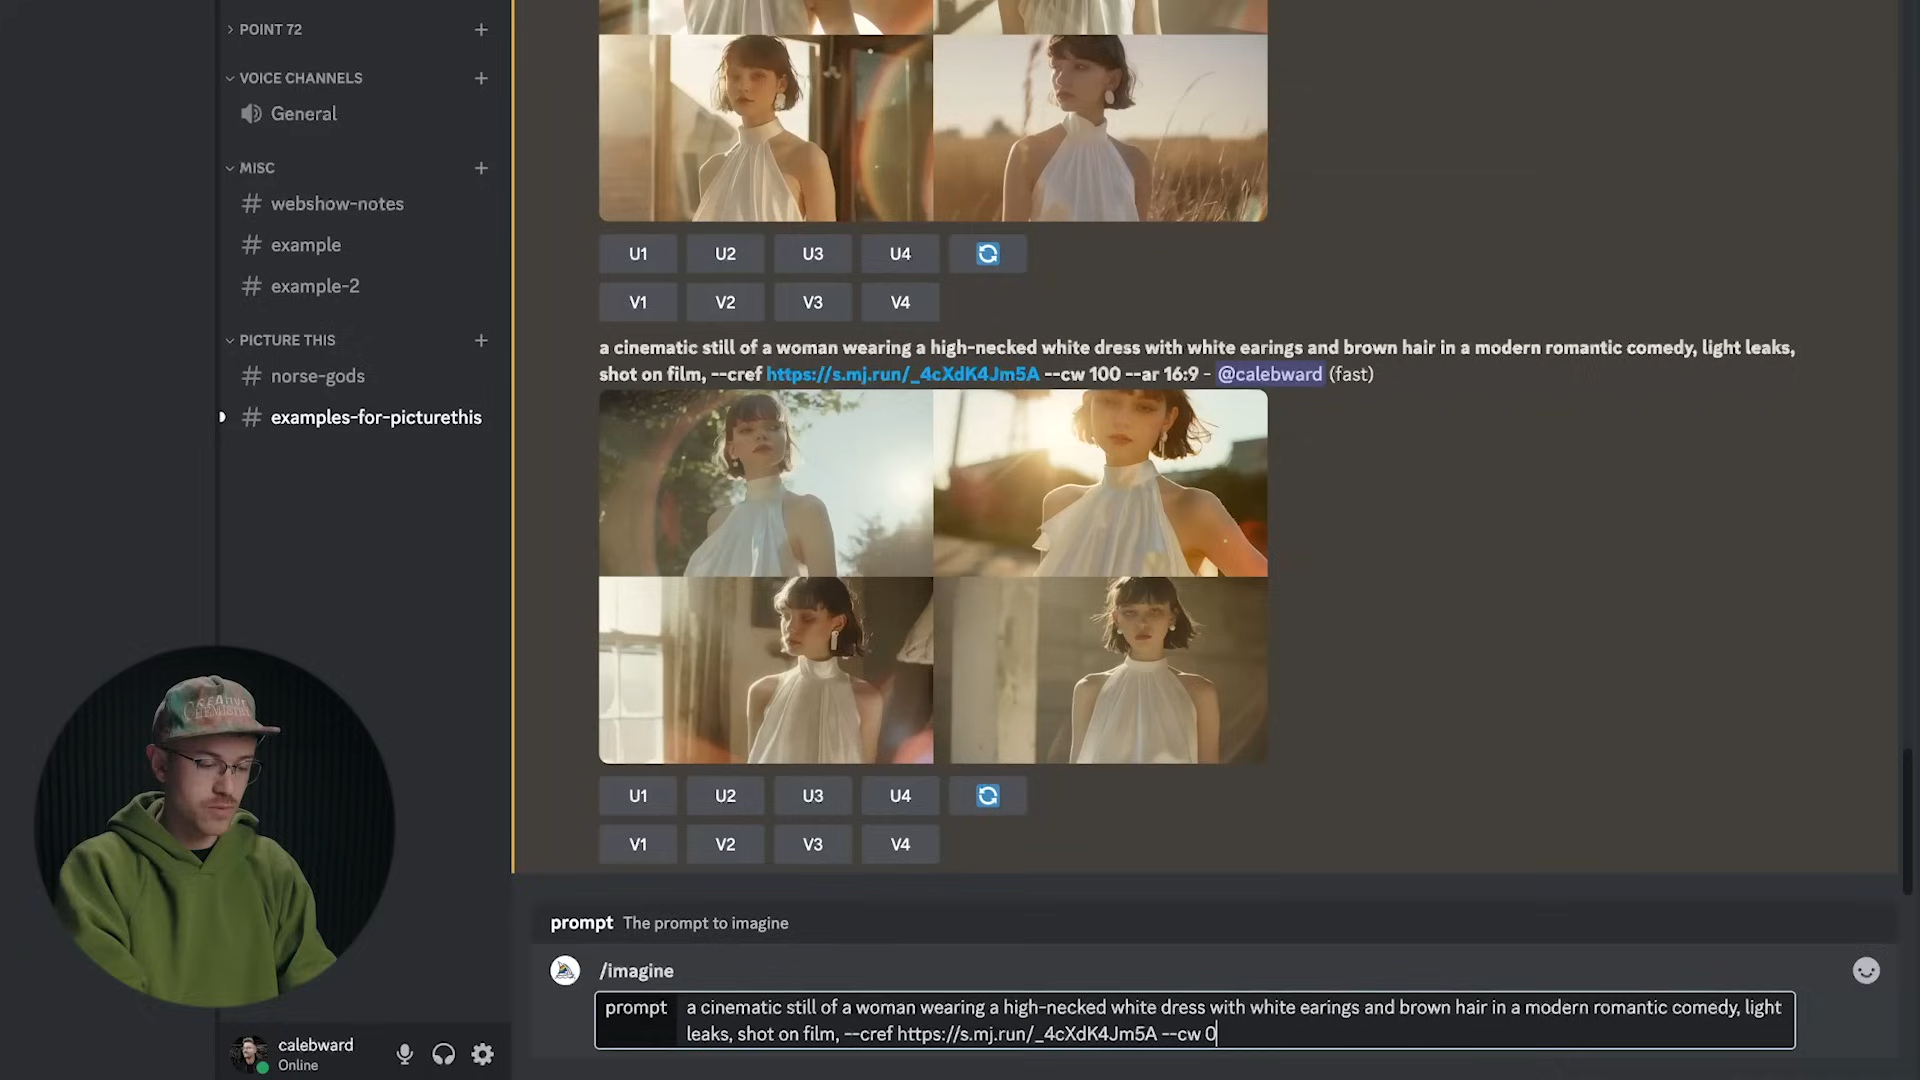 POINT 72
VOICE CHANNELS
General
MISC
webshow-notes
example
example-2
PICTURE THIS
norse-gods
examples-for-picturethis
CREATIVE
CHEMISTRY
calebward
Online
U1 U2 U3 U4
V1 V2 V3 V4
a cinematic still of a woman wearing a high-necked white dress with white earings and brown hair in a modern romantic comedy, light leaks,
shot on film, --cref https://s.mj.run/_4cXdK4Jm5A --cw 100 --ar 16:9 - @calebward (fast)
U1 U2 U3 U4
V1 V2 V3 V4
prompt The prompt to imagine
/imagine
prompt a cinematic still of a woman wearing a high-necked white dress with white earings and brown hair in a modern romantic comedy, light
leaks, shot on film, --cref https://s.mj.run/_4cXdK4Jm5A --cw 0